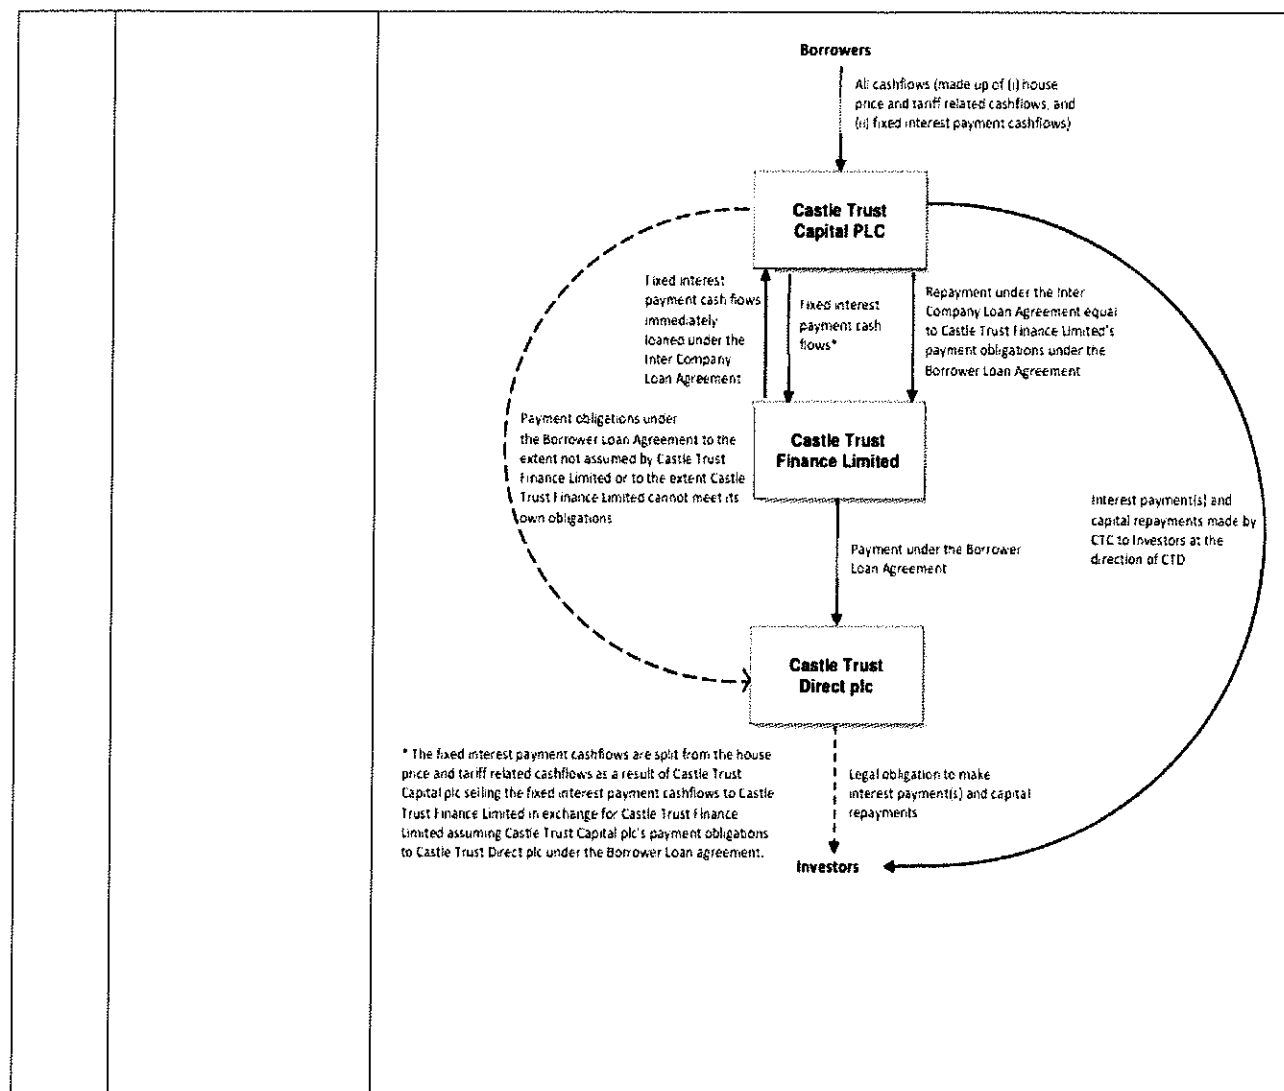 Borrowers
All cashflows (made up of (i) house
price and tariff related cashflows, and
(ii) fixed interest payment cashflows)
Castle Trust
Capital PLC
Fixed interest
payment cash flows
immediately
loaned under the
Inter Company
Loan Agreement
Fixed interest
payment cash
flows*
Repayment under the Inter
Company Loan Agreement equal
to Castle Trust Finance Limited's
payment obligations under the
Borrower Loan Agreement
Payment obligations under
the Borrower Loan Agreement to the
extent not assumed by Castle Trust
Finance Limited or to the extent Castle
Trust Finance Limited cannot meet its
own obligations
Castle Trust
Finance Limited
Interest payment(s) and
capital repayments made by
CTC to Investors at the
direction of CTD
Payment under the Borrower
Loan Agreement
Castle Trust
Direct plc
* The fixed interest payment cashflows are split from the house
price and tariff related cashflows as a result of Castle Trust
Capital plc selling the fixed interest payment cashflows to Castle
Trust Finance Limited in exchange for Castle Trust Finance
Limited assuming Castle Trust Capital plc's payment obligations
to Castle Trust Direct plc under the Borrower Loan agreement.
Legal obligation to make
interest payment(s) and capital
repayments
Investors